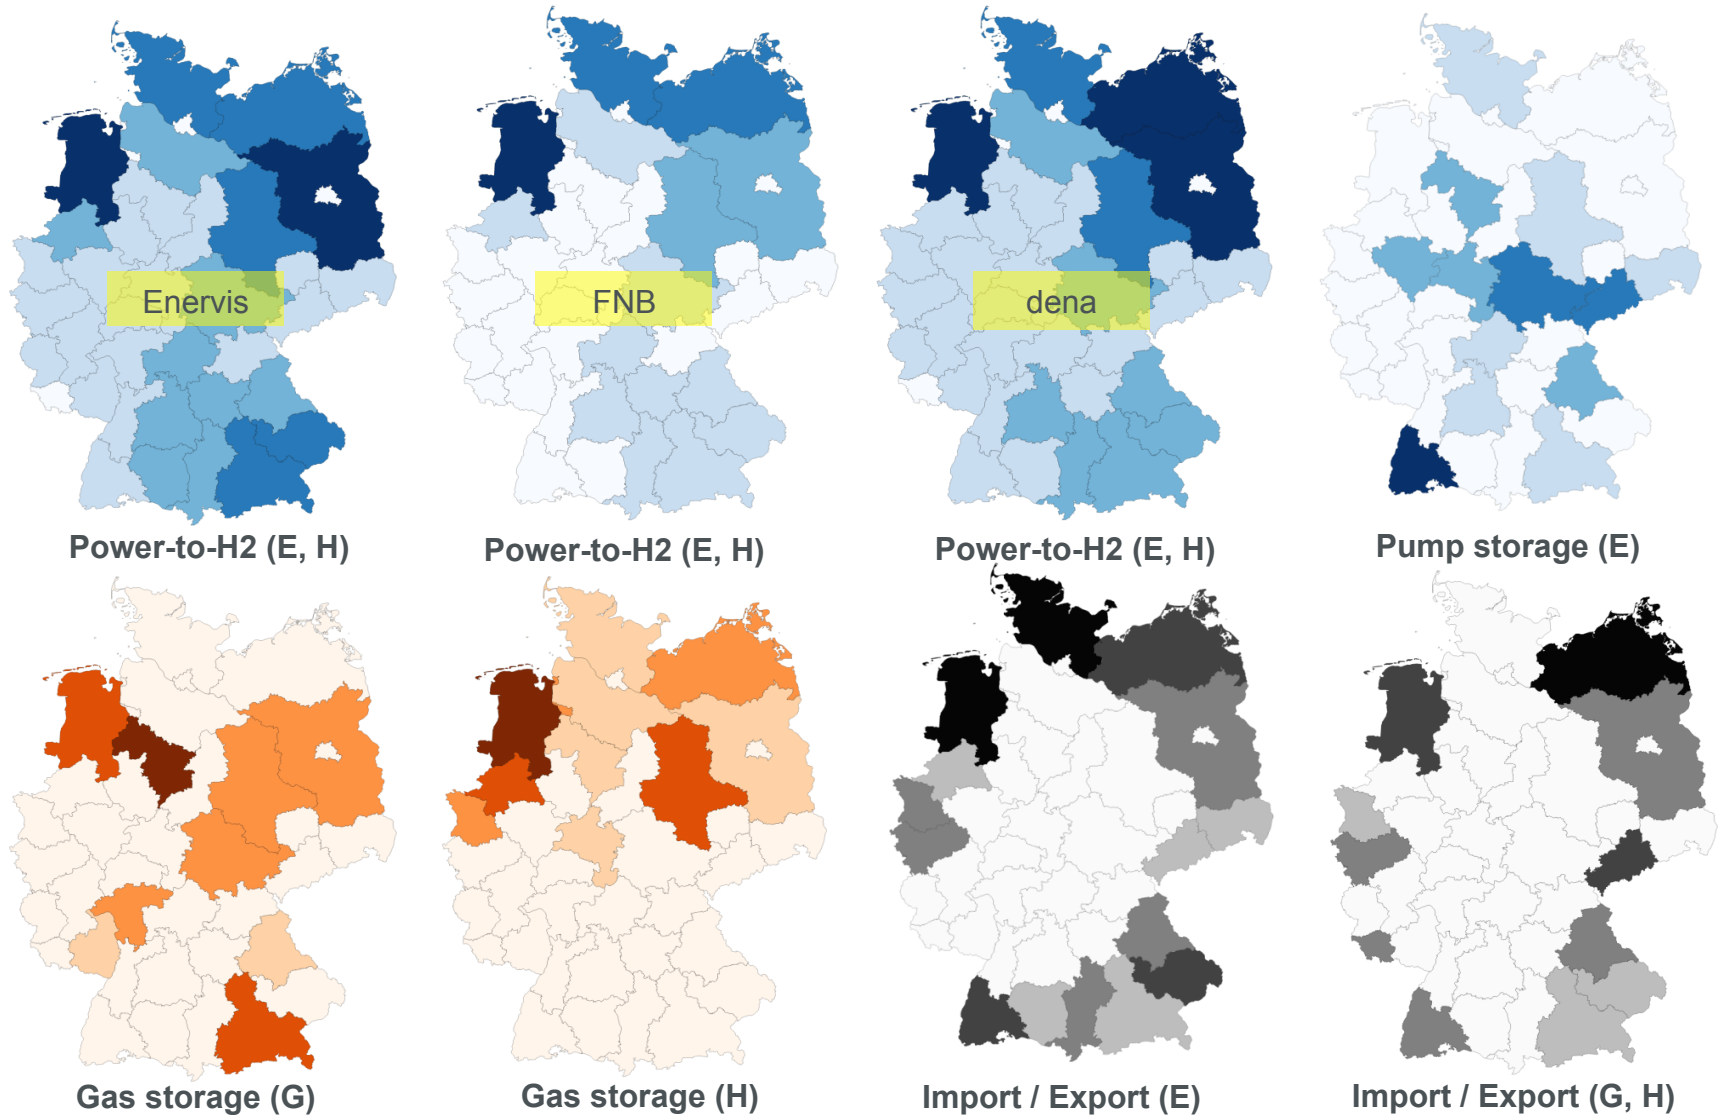 Enervis
FNB
dena
Power-to-H2 (E, H)
Power-to-H2 (E, H)
Power-to-H2 (E, H)
Pump storage (E)
Gas storage (G)
Gas storage (H)
Import / Export (E)
Import / Export (G, H)